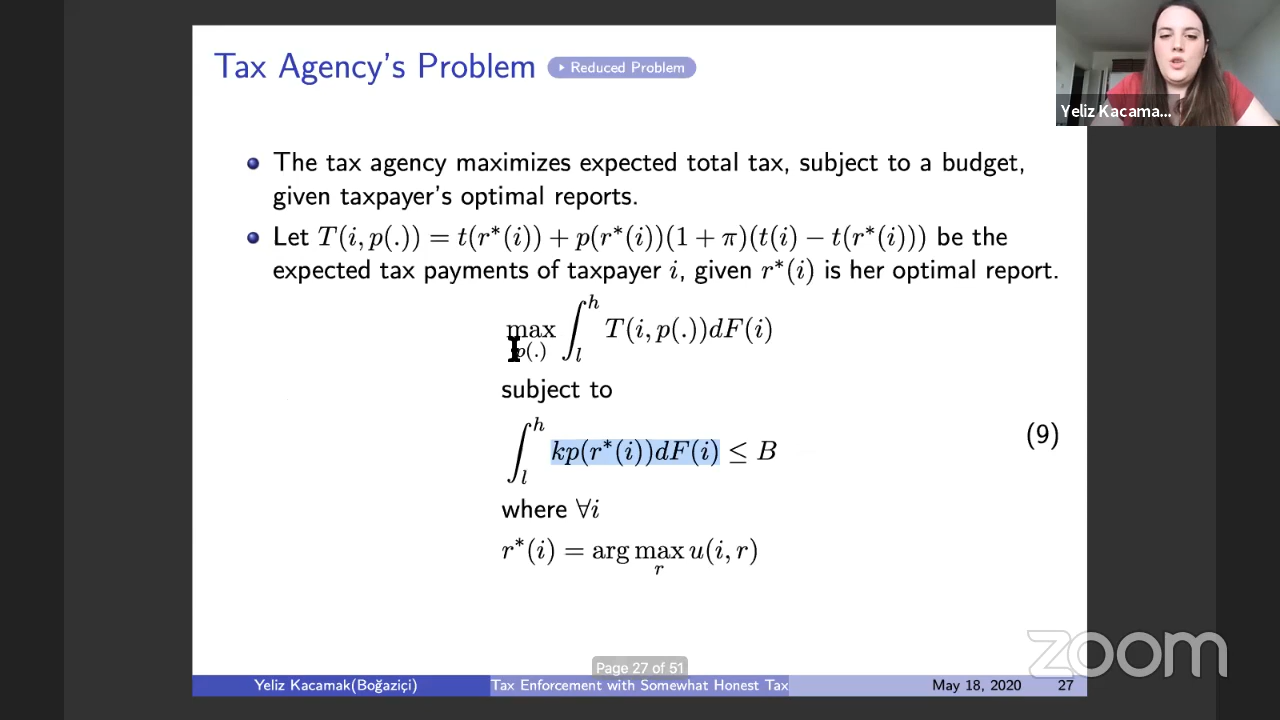 Tax Agency's Problem
Reduced Problem
Yeliz Kacama...
The tax agency maximizes expected total tax, subject to a budget,
given taxpayer's optimal reports.
Let T(i, p(.)) = t(r*(i)) + p(r*(i))(1 + π)(t(i) − t(r*(i))) be the
expected tax payments of taxpayer i, given r*(i) is her optimal report.
max_{p(.)} ∫_l^h T(i, p(.))dF(i)
subject to
∫_l^h kp(r*(i))dF(i) ≤ B (9)
where ∀i
r*(i) = arg max_r u(i, r)
zoom
Page 27 of 51
Yeliz Kacamak(Boğaziçi) Tax Enforcement with Somewhat Honest Tax May 18, 2020 27